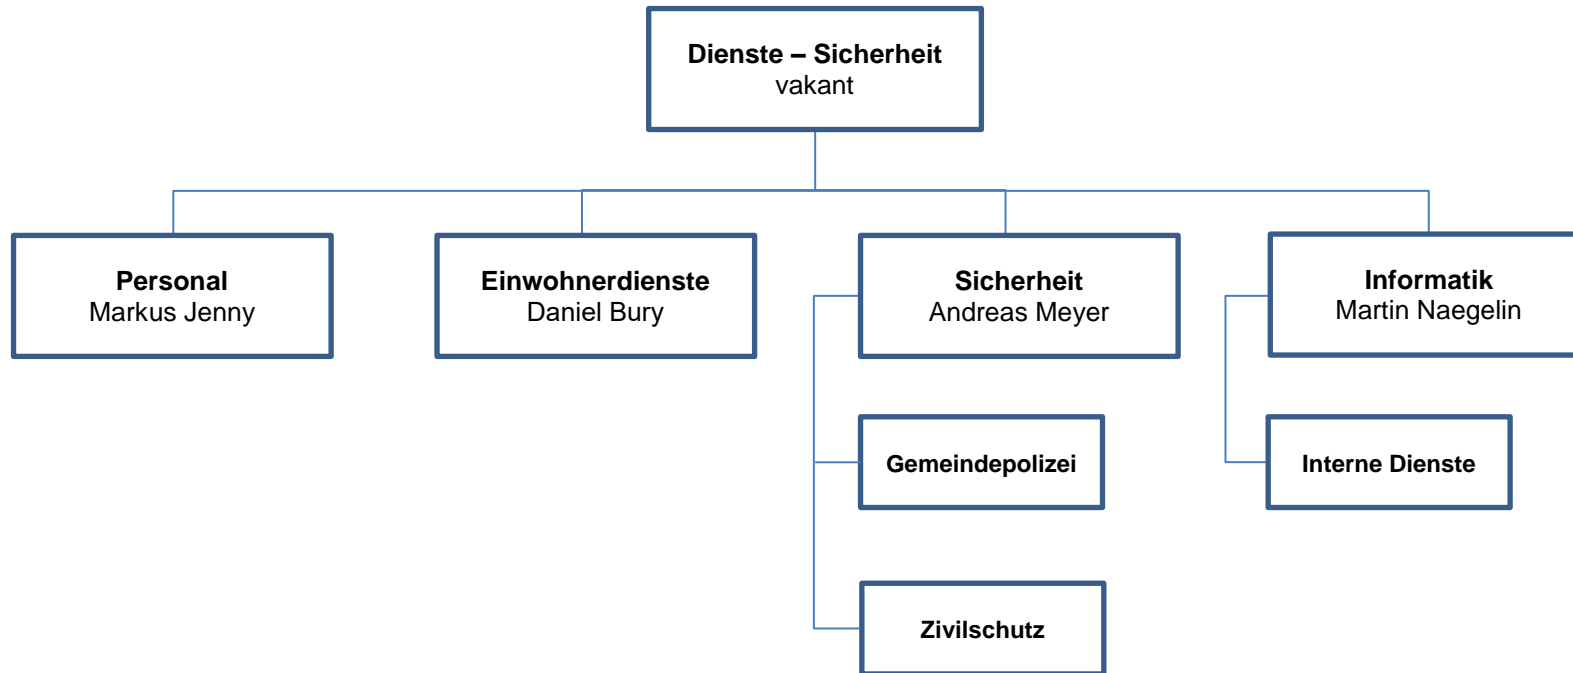 Dienste – Sicherheit
vakant
Personal
Markus Jenny
Einwohnerdienste
Daniel Bury
Sicherheit
Andreas Meyer
Informatik
Martin Naegelin
Gemeindepolizei
Interne Dienste
Zivilschutz